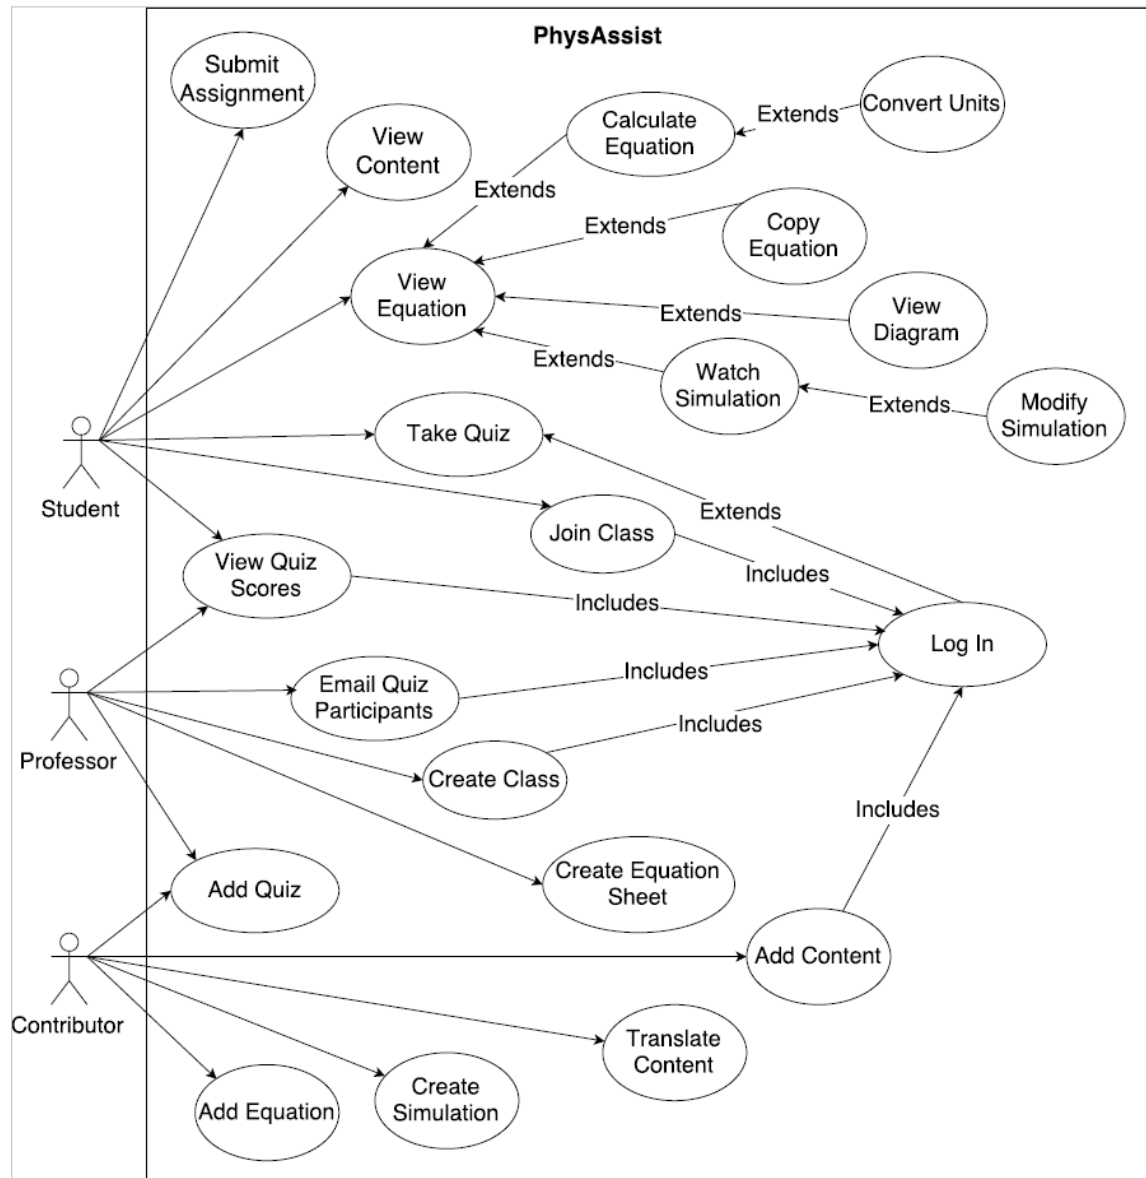 PhysAssist
Submit
Assignment
View
Content
Calculate
Equation
Extends
Convert Units
Extends
Extends
Copy
Equation
View
Equation
Extends
View
Diagram
Extends
Watch
Simulation
Extends
Modify
Simulation
Take Quiz
Student
Extends
Join Class
View Quiz
Scores
Includes
Includes
Log In
Professor
Email Quiz
Participants
Includes
Includes
Create Class
Includes
Add Quiz
Create Equation
Sheet
Add Content
Contributor
Translate
Content
Add Equation
Create
Simulation